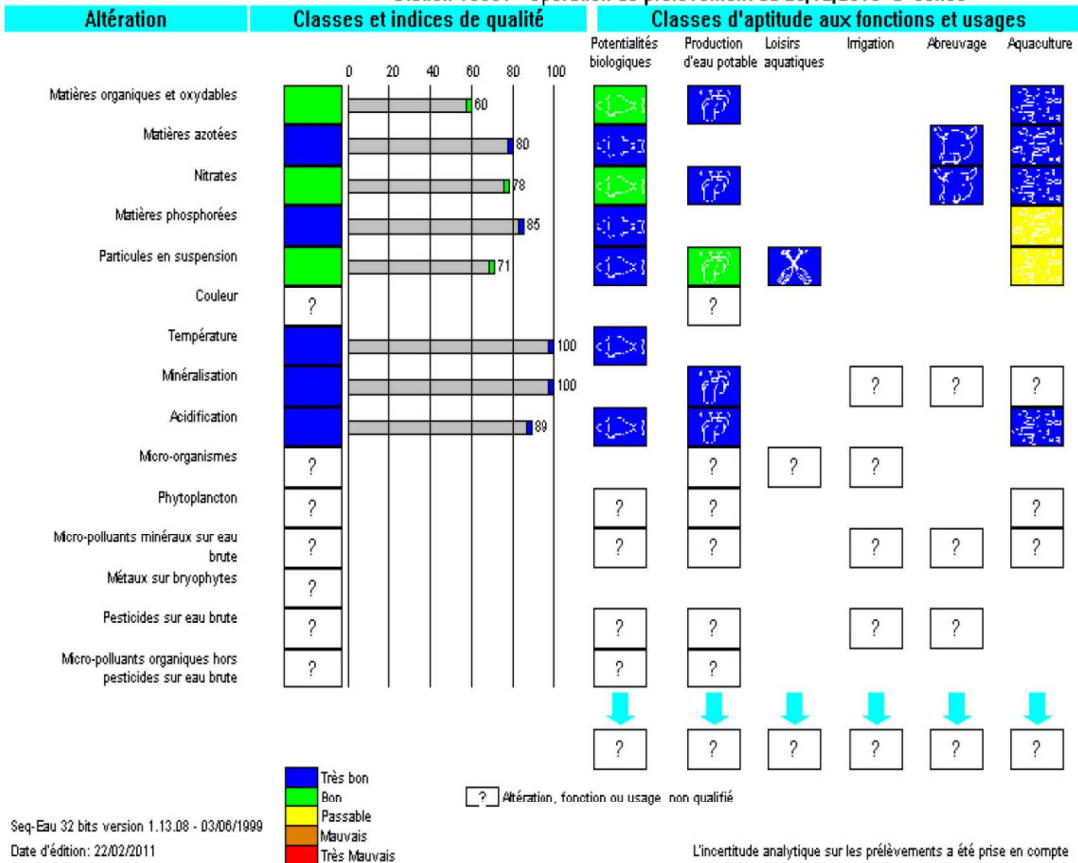 Altération
Classes et indices de qualité
Classes d'aptitude aux fonctions et usages
Potentialités biologiques
Production d'eau potable
Loisirs aquatiques
Irrigation
Abreuvage
Aquaculture
0 20 40 60 80 100
Matières organiques et oxydables 60
Matières azotées 80
Nitrates 78
Matières phosphorées 85
Particules en suspension 71
Couleur ? ?
Température 100
Minéralisation 100 ? ? ?
Acidification 89
Micro-organismes ? ? ? ?
Phytoplancton ? ? ? ?
Micro-polluants minéraux sur eau
brute ? ? ? ? ? ?
Métaux sur bryophytes ?
Pesticides sur eau brute ? ? ? ? ?
Micro-polluants organiques hors
pesticides sur eau brute ? ? ?
? ? ? ? ? ?
Très bon
Bon
Passable
Mauvais
Très Mauvais
? Altération, fonction ou usage non qualifié
Seq-Eau 32 bits version 1.13.08 - 03/06/1999
Date d'édition: 22/02/2011
L'incertitude analytique sur les prélèvements a été prise en compte